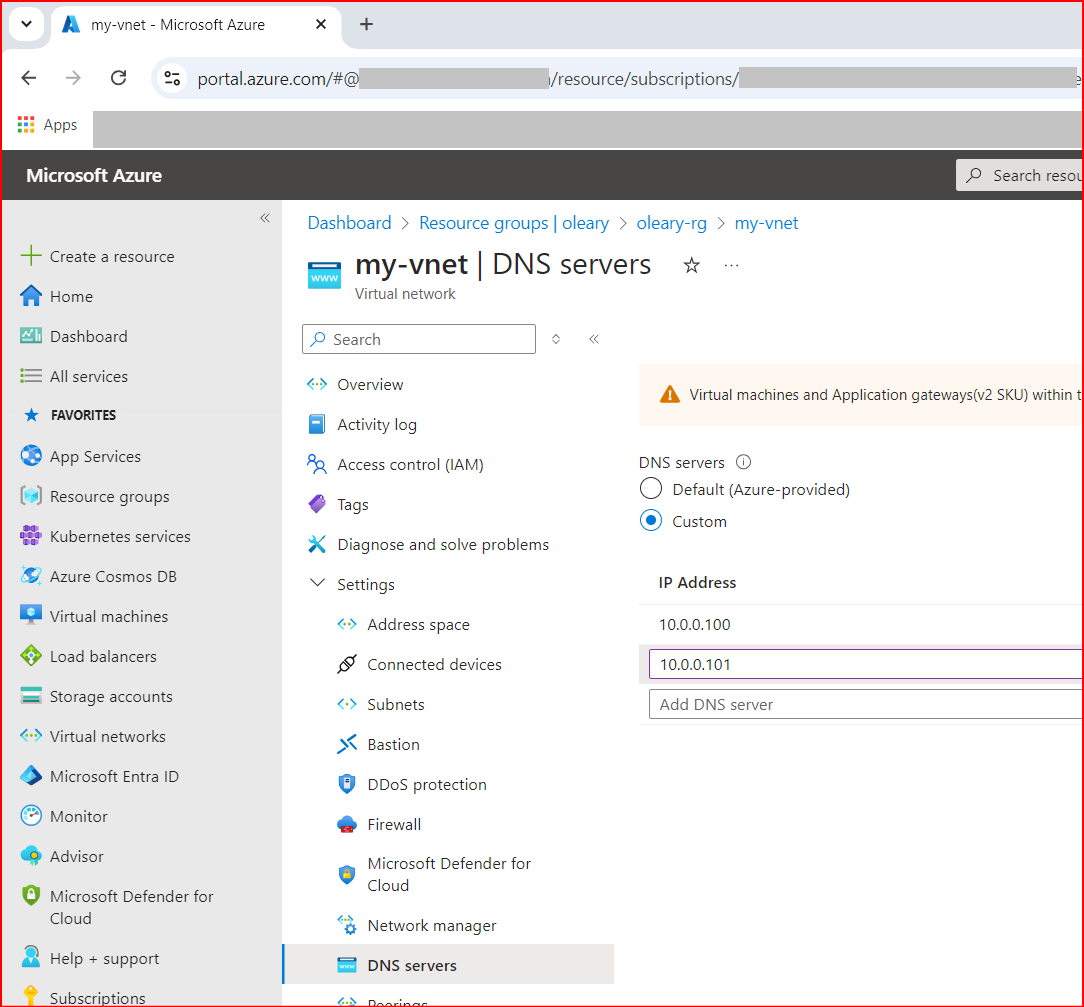 my-vnet - Microsoft Azure
portal.azure.com/#@
/resource/subscriptions/
Apps
Microsoft Azure
Search
Dashboard > Resource groups | oleary > oleary-rg > my-vnet
my-vnet | DNS servers
Virtual network
Create a resource
Home
Dashboard
All services
FAVORITES
App Services
Resource groups
Kubernetes services
Azure Cosmos DB
Virtual machines
Load balancers
Storage accounts
Virtual networks
Microsoft Entra ID
Monitor
Advisor
Microsoft Defender for
Cloud
Help + support
Subscriptions
Search
Overview
Activity log
Access control (IAM)
Tags
Diagnose and solve problems
Settings
Address space
Connected devices
Subnets
Bastion
DDoS protection
Firewall
Microsoft Defender for
Cloud
Network manager
DNS servers
Peerings
Virtual machines and Application gateways(v2 SKU) within
DNS servers
Default (Azure-provided)
Custom
IP Address
10.0.0.100
10.0.0.101
Add DNS server